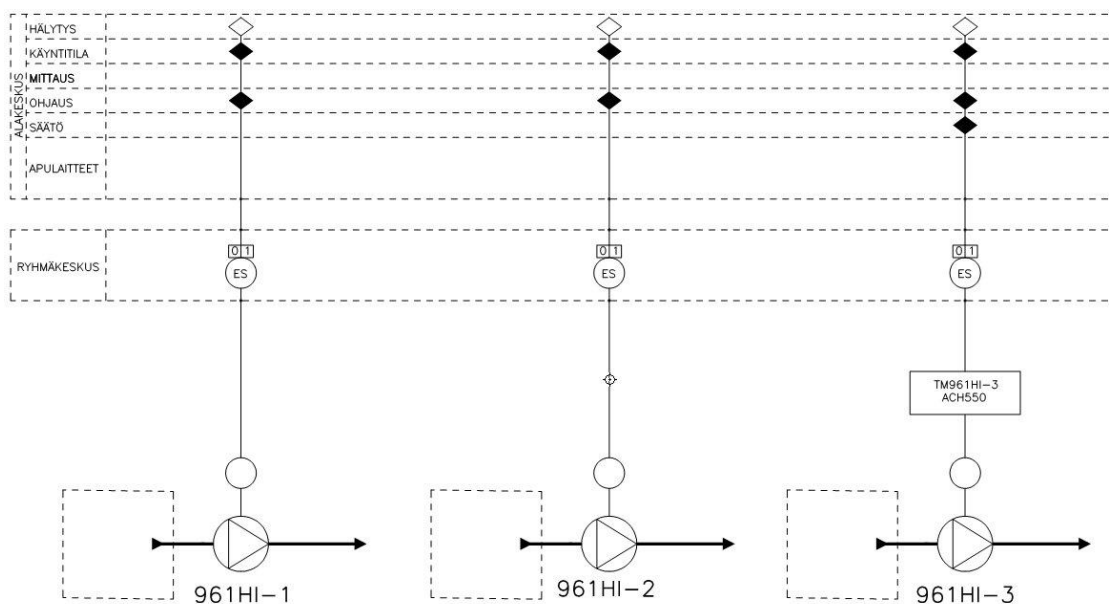 ALAKESKUS
HÄLYTYS
KÄYNTITILA
MITTAUS
OHJAUS
SÄÄTÖ
APULAITTEET
RYHMÄKESKUS
0 1
ES
0 1
ES
0 1
ES
TM961HI-3
ACH550
961HI-1
961HI-2
961HI-3